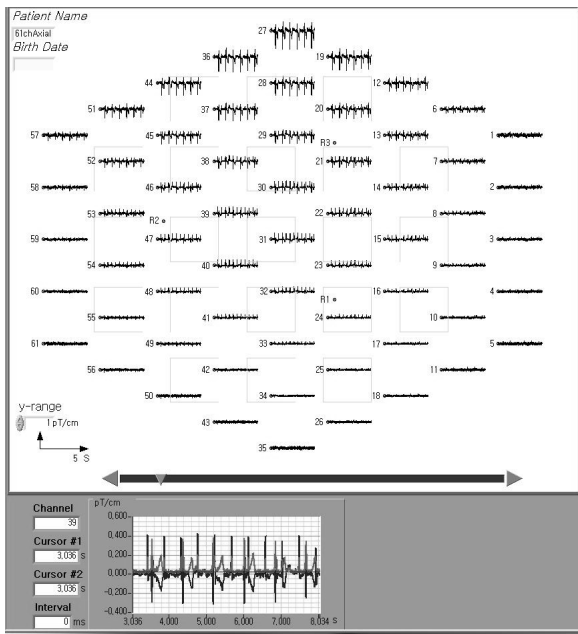 Patient Name
61chAxial
Birth Date
27
36 19
44 28 12
51 37 20 6
57 45 29 13 1
R3
52 38 21 7
58 46 30 14 2
53 39 22 8
R2
59 47 31 15 3
54 40 23 9
60 48 32 16 4
R1
55 41 24 10
61 49 33 17 5
56 42 25 11
50 34 18
43 26
35
y-range
1 pT/cm
5 S
Channel
39
Cursor #1
3,036 s
Cursor #2
3,036 s
Interval
0 ms
pT/cm
0,600
0,400
0,200
0,000
-0,200
-0,400
3,036 4,000 5,000 6,000 7,000 8,034 s